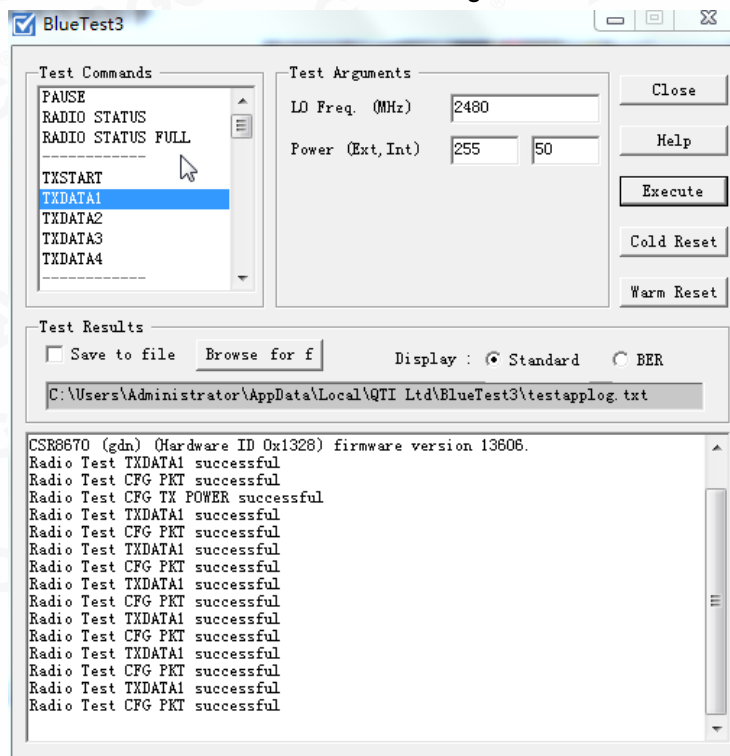 BlueTest3
Test Commands
PAUSE
RADIO STATUS
RADIO STATUS FULL
------------
TXSTART
TXDATA1
TXDATA2
TXDATA3
TXDATA4
------------
Test Arguments
LO Freq. (MHz) 2480
Power (Ext,Int) 255 50
Close
Help
Execute
Cold Reset
Warm Reset
Test Results
Save to file Browse for f Display : Standard BER
C:\Users\Administrator\AppData\Local\QTI Ltd\BlueTest3\testapplog.txt
CSR8670 (gdn) (Hardware ID 0x1328) firmware version 13606.
Radio Test TXDATA1 successful
Radio Test CFG PKT successful
Radio Test CFG TX POWER successful
Radio Test TXDATA1 successful
Radio Test CFG PKT successful
Radio Test TXDATA1 successful
Radio Test CFG PKT successful
Radio Test TXDATA1 successful
Radio Test CFG PKT successful
Radio Test TXDATA1 successful
Radio Test CFG PKT successful
Radio Test TXDATA1 successful
Radio Test CFG PKT successful
Radio Test TXDATA1 successful
Radio Test CFG PKT successful